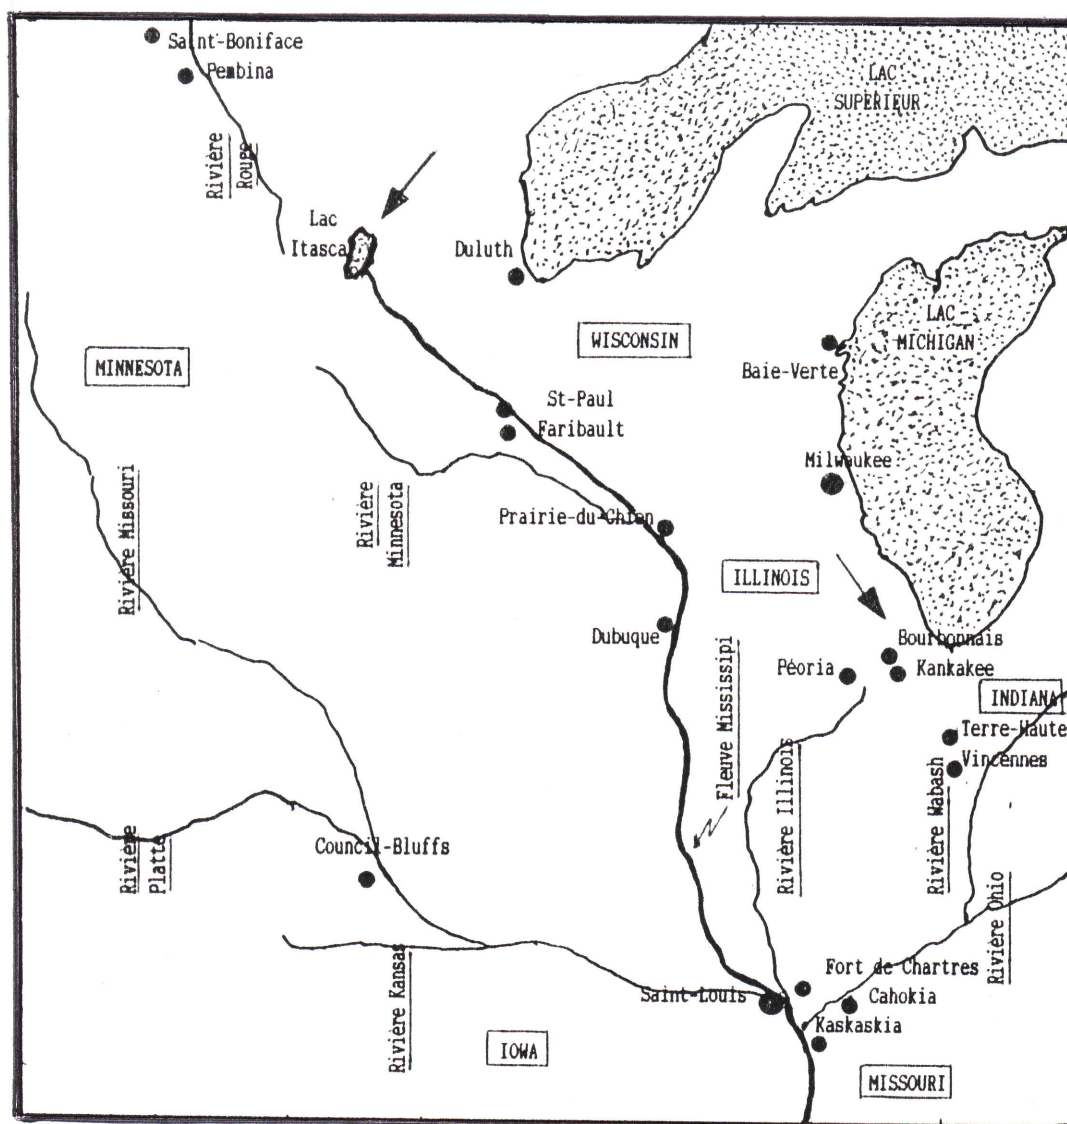 Saint-Boniface
Pembina
LAC
SUPERIEUR
Rivière
Rouge
Lac
Itasca
Duluth
LAC
MICHIGAN
WISCONSIN
MINNESOTA
Baie-Verte
St-Paul
Faribault
Milwaukee
Rivière Missouri
Rivière
Minnesota
Prairie-du-Chien
ILLINOIS
Dubuque
Bourbonnais
Péoria
Kankakee
INDIANA
Fleuve Mississipi
Terre-Haute
Vincennes
Rivière Illinois
Rivière Wabash
Rivière
Platte
Council-Bluffs
Rivière Ohio
Rivière Kansas
Fort de Chartres
Saint-Louis
Cahokia
Kaskaskia
IOWA
MISSOURI